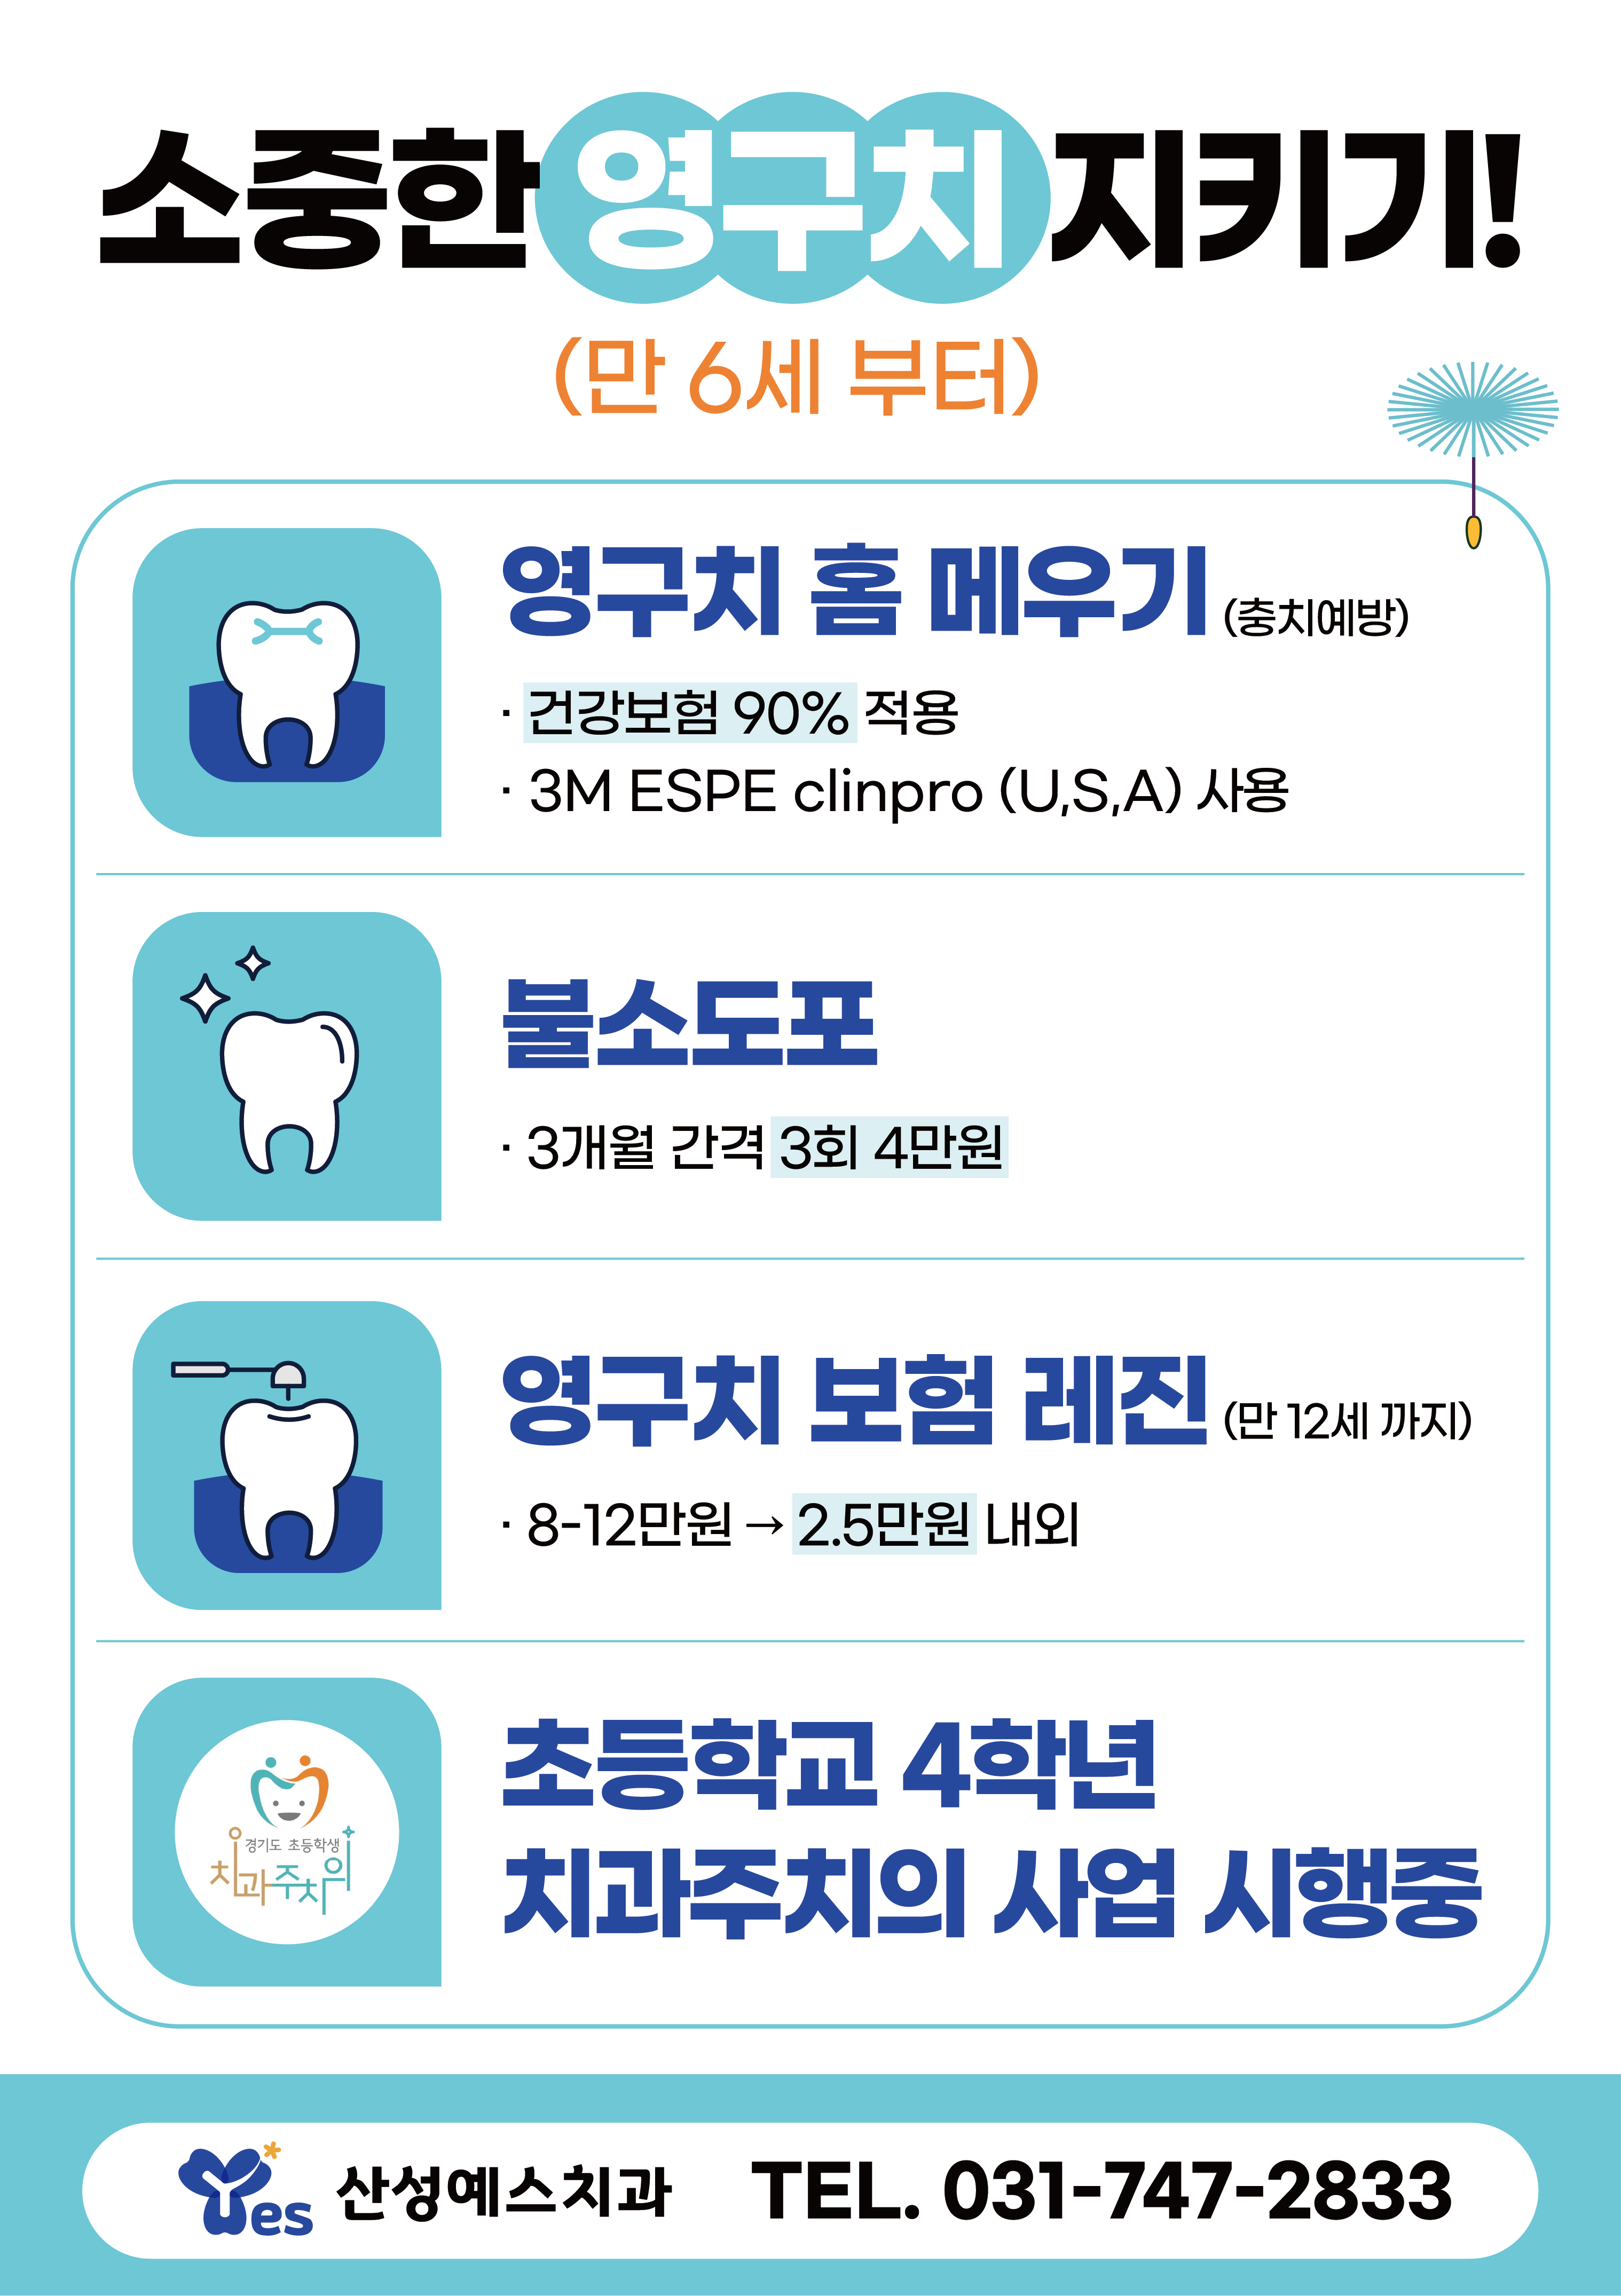 소중한 영구치 지키기!
(만 6세 부터)
영구치 홈 메우기 (충치예방)
· 건강보험 90% 적용
· 3M ESPE clinpro (U,S,A) 사용
불소도포
· 3개월 간격 3회 4만원
영구치 보험 레진 (만 12세 까지)
· 8-12만원 → 2.5만원 내외
경기도 초등학생
치과주치의
초등학교 4학년
치과주치의 사업 시행중
Yes 산성예스치과 TEL. 031-747-2833